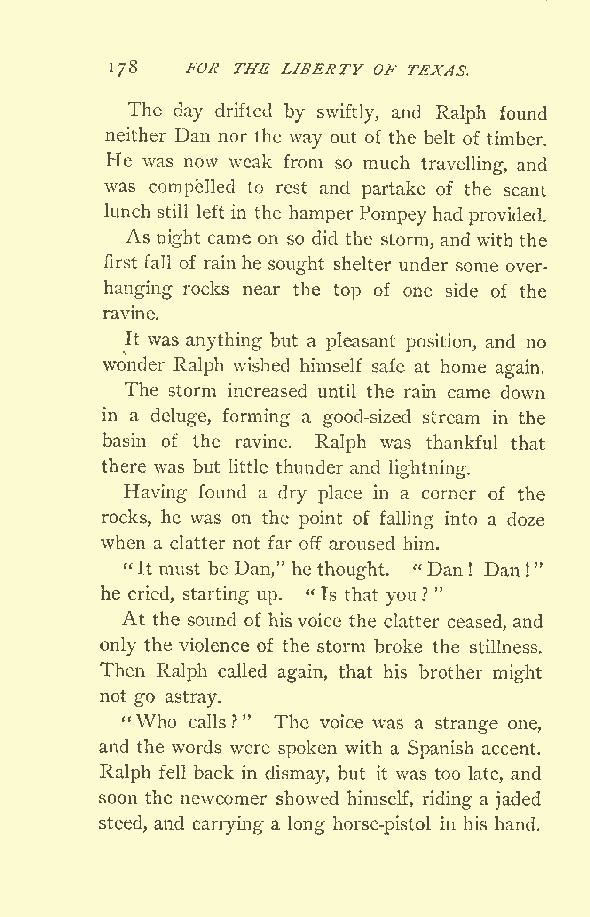 178 FOR THE LIBERTY OF TEXAS.
The day drifted by swiftly, and Ralph found
neither Dan nor the way out of the belt of timber.
He was now weak from so much travelling, and
was compelled to rest and partake of the scant
lunch still left in the hamper Pompey had provided.
As night came on so did the storm, and with the
first fall of rain he sought shelter under some over-
hanging rocks near the top of one side of the
ravine.
It was anything but a pleasant position, and no
wonder Ralph wished himself safe at home again.
The storm increased until the rain came down
in a deluge, forming a good-sized stream in the
basin of the ravine. Ralph was thankful that
there was but little thunder and lightning.
Having found a dry place in a corner of the
rocks, he was on the point of falling into a doze
when a clatter not far off aroused him.
"It must be Dan," he thought. "Dan! Dan!"
he cried, starting up. "Is that you?"
At the sound of his voice the clatter ceased, and
only the violence of the storm broke the stillness.
Then Ralph called again, that his brother might
not go astray.
"Who calls?" The voice was a strange one,
and the words were spoken with a Spanish accent.
Ralph fell back in dismay, but it was too late, and
soon the newcomer showed himself, riding a jaded
steed, and carrying a long horse-pistol in his hand.